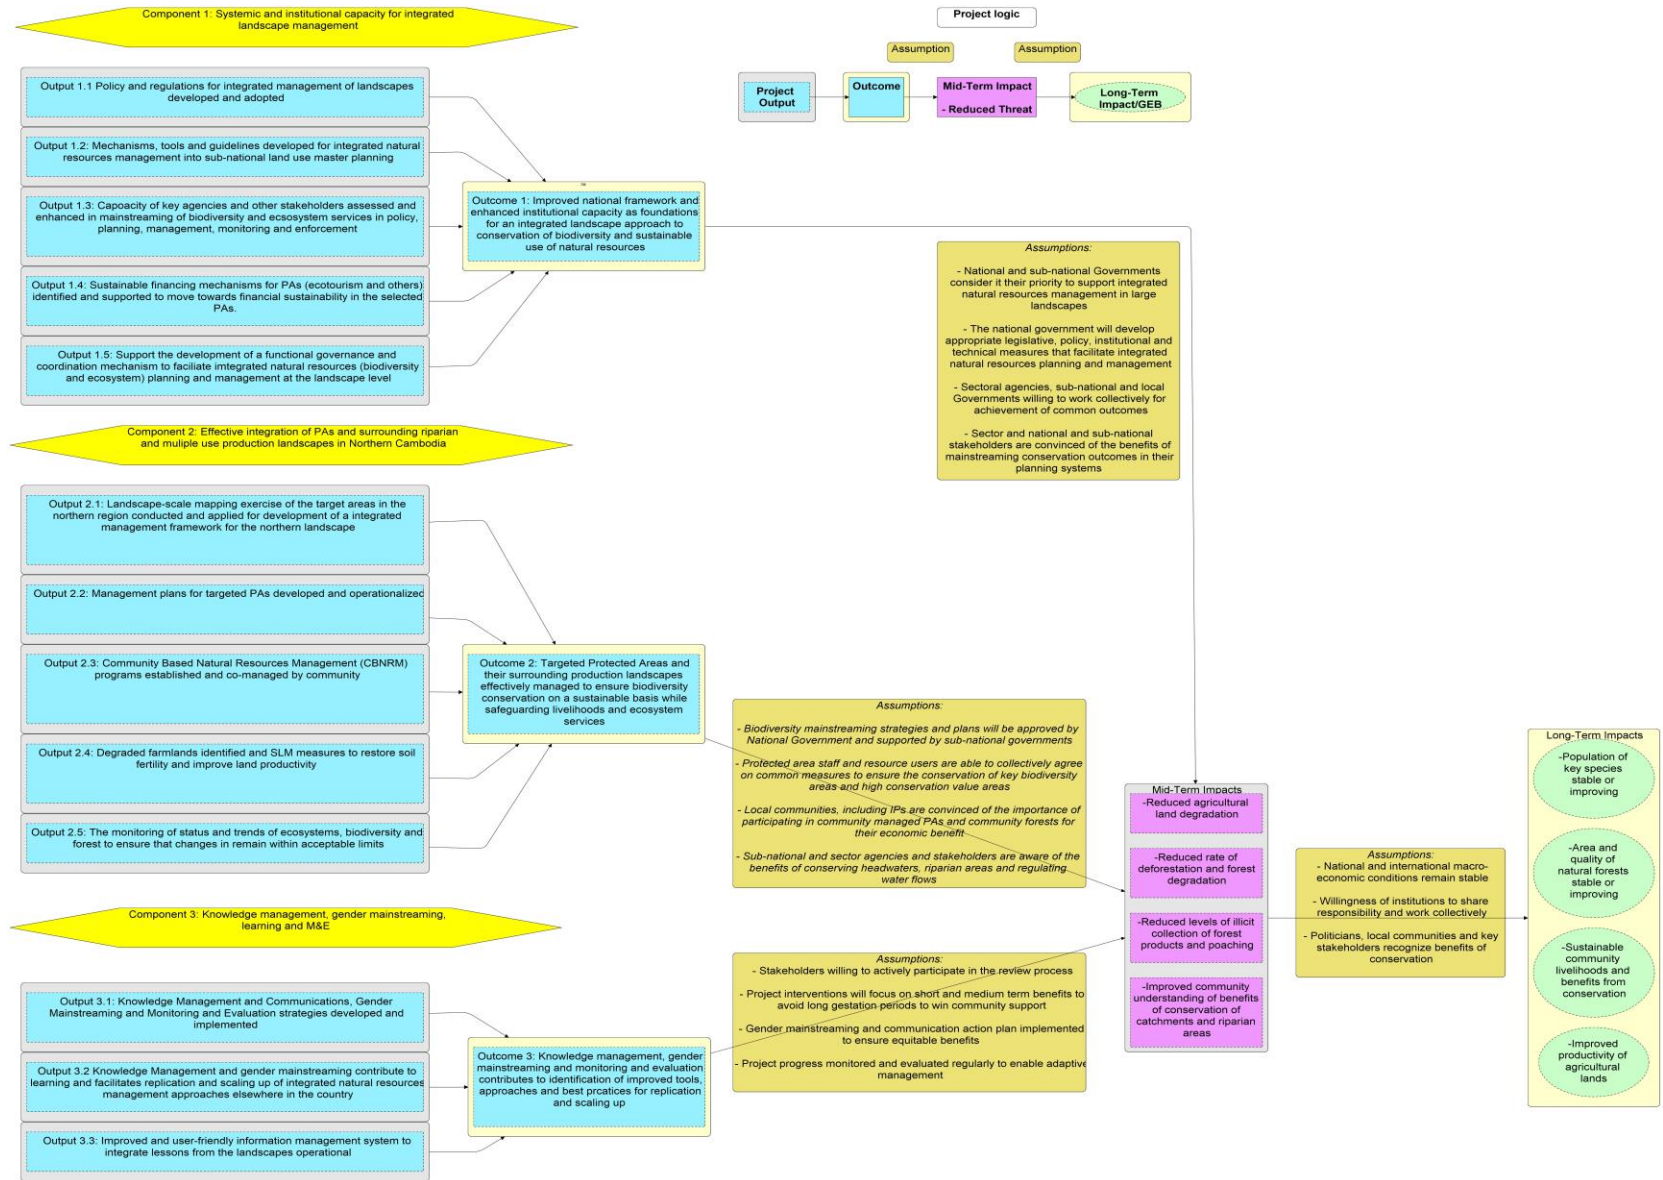 Component 1: Systemic and institutional capacity for integrated
landscape management
Project logic
Assumption
Assumption
Project
Output
Outcome
Mid-Term Impact
- Reduced Threat
Long-Term
Impact/GEB
Output 1.1 Policy and regulations for integrated management of landscapes
developed and adopted
Output 1.2: Mechanisms, tools and guidelines developed for integrated natural
resources management into sub-national land use master planning
Output 1.3: Capoacity of key agencies and other stakeholders assessed and
enhanced in mainstreaming of biodiversity and ecsosystem services in policy,
planning, management, monitoring and enforcement
Output 1.4: Sustainable financing mechanisms for PAs (ecotourism and others)
identified and supported to move towards financial sustainability in the selected
PAs.
Output 1.5: Support the development of a functional governance and
coordination mechanism to faciliate imtegrated natural resources (biodiversity
and ecosystem) planning and management at the landscape level
Outcome 1: Improved national framework and
enhanced institutional capacity as foundations
for an integrated landscape approach to
conservation of biodiversity and sustainable
use of natural resources
Assumptions:
- National and sub-national Governments
consider it their priority to support integrated
natural resources management in large
landscapes
- The national government will develop
appropriate legislative, policy, institutional and
technical measures that facilitate integrated
natural resources planning and management
- Sectoral agencies, sub-national and local
Governments willing to work collectively for
achievement of common outcomes
- Sector and national and sub-national
stakeholders are convinced of the benefits of
mainstreaming conservation outcomes in their
planning systems
Component 2: Effective integration of PAs and surrounding riparian
and muliple use production landscapes in Northern Cambodia
Output 2.1: Landscape-scale mapping exercise of the target areas in the
northern region conducted and applied for development of a integrated
management framework for the northern landscape
Output 2.2: Management plans for targeted PAs developed and operationalized
Output 2.3: Community Based Natural Resources Management (CBNRM)
programs established and co-managed by community
Output 2.4: Degraded farmlands identified and SLM measures to restore soil
fertility and improve land productivity
Output 2.5: The monitoring of status and trends of ecosystems, biodiversity and
forest to ensure that changes in remain within acceptable limits
Outcome 2: Targeted Protected Areas and
their surrounding production landscapes
effectively managed to ensure biodiversity
conservation on a sustainable basis while
safeguarding livelihoods and ecosystem
services
Assumptions:
- Biodiversity mainstreaming strategies and plans will be approved by
National Government and supported by sub-national governments
- Protected area staff and resource users are able to collectively agree
on common measures to ensure the conservation of key biodiversity
areas and high conservation value areas
- Local communities, including IPs are convinced of the importance of
participating in community managed PAs and community forests for
their economic benefit
- Sub-national and sector agencies and stakeholders are aware of the
benefits of conserving headwaters, riparian areas and regulating
water flows
Component 3: Knowledge management, gender mainstreaming,
learning and M&E
Output 3.1: Knowledge Management and Communications, Gender
Mainstreaming and Monitoring and Evaluation strategies developed and
implemented
Output 3.2 Knowledge Management and gender mainstreaming contribute to
learning and facilitates replication and scaling up of integrated natural resources
management approaches elsewhere in the country
Output 3.3: Improved and user-friendly information management system to
integrate lessons from the landscapes operational
Outcome 3: Knowledge management, gender
mainstreaming and monitoring and evaluation
contributes to identification of improved tools,
approaches and best prcatices for replication
and scaling up
Assumptions:
- Stakeholders willing to actively participate in the review process
- Project interventions will focus on short and medium term benefits to
avoid long gestation periods to win community support
- Gender mainstreaming and communication action plan implemented
to ensure equitable benefits
- Project progress monitored and evaluated regularly to enable adaptive
management
Mid-Term Impacts
-Reduced agricultural
land degradation
-Reduced rate of
deforestation and forest
degradation
-Reduced levels of illicit
collection of forest
products and poaching
-Improved community
understanding of benefits
of conservation of
catchments and riparian
areas
Assumptions:
- National and international macro-
economic conditions remain stable
- Willingness of institutions to share
responsibility and work collectively
- Politicians, local communities and key
stakeholders recognize benefits of
conservation
Long-Term Impacts
-Population of
key species
stable or
improving
-Area and
quality of
natural forests
stable or
improving
-Sustainable
community
livelihoods and
benefits from
conservation
-Improved
productivity of
agricultural
lands